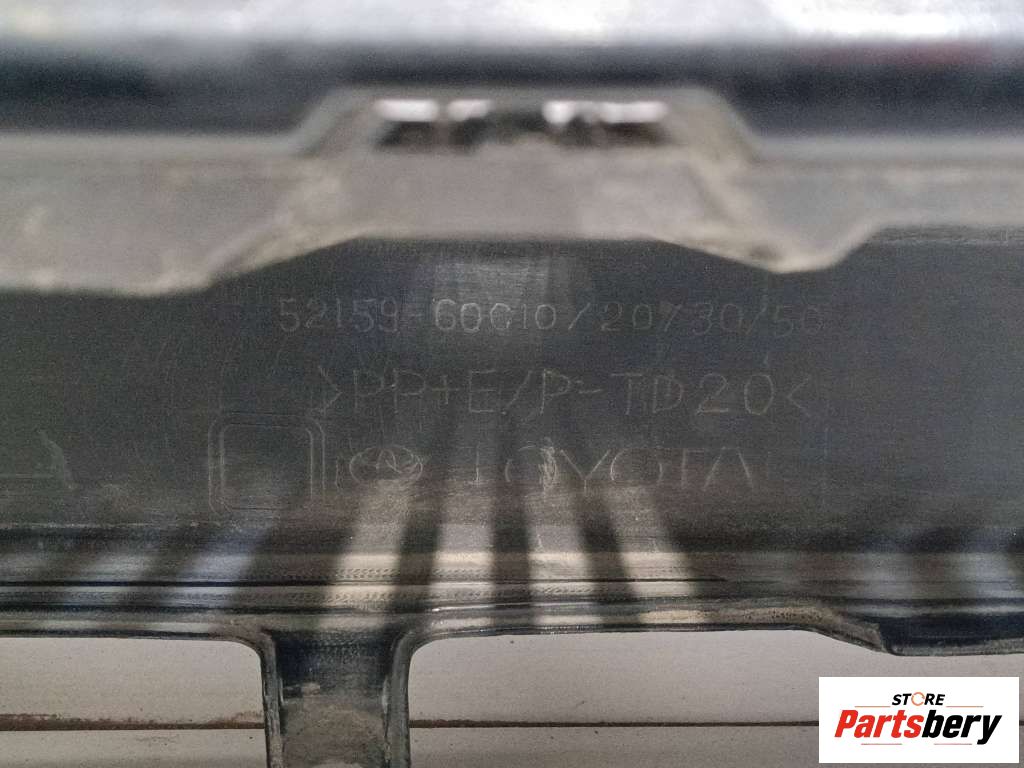 52159-60C10/20/30/50
>PP+E/P-TD20<
TOYOTA
STORE
Partsbery